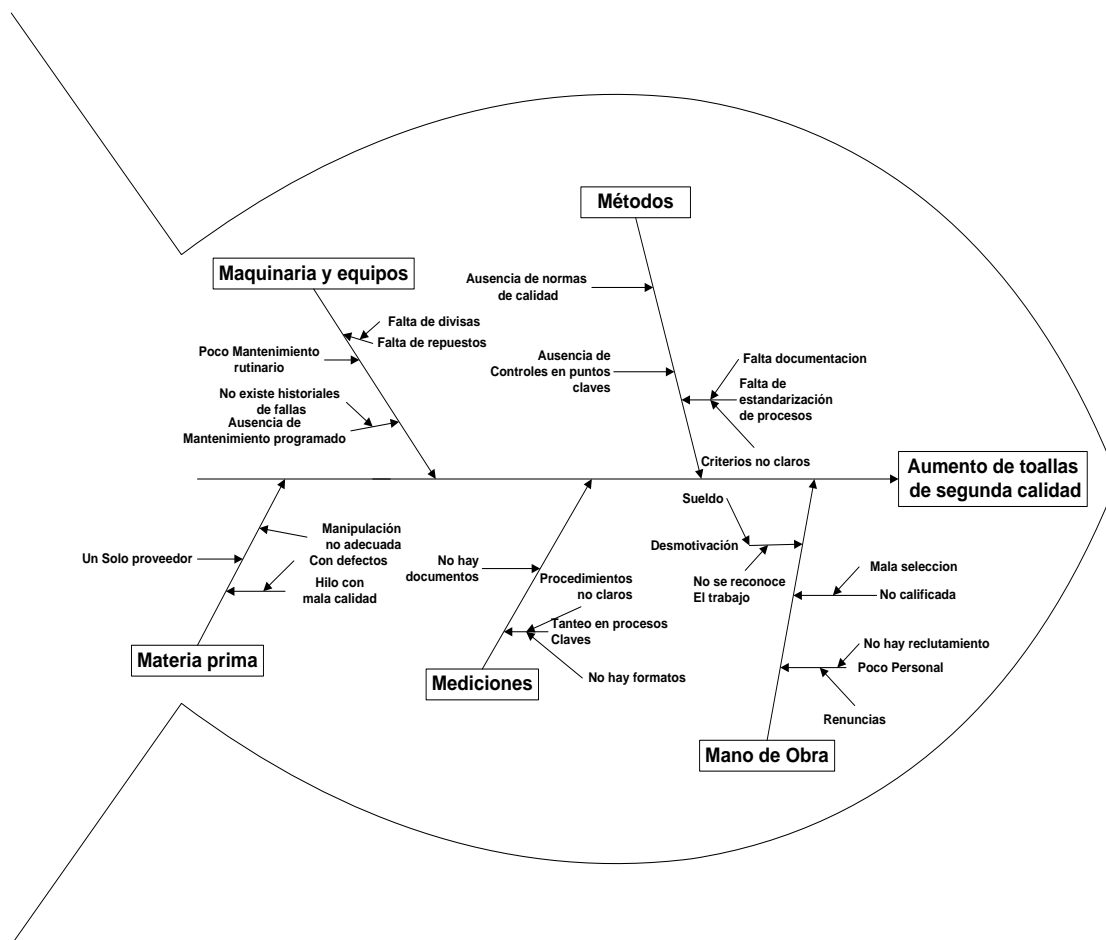 Métodos
Maquinaria y equipos
Ausencia de normas
de calidad
Falta de divisas
Falta de repuestos
Poco Mantenimiento
rutinario
No existe historiales
de fallas
Ausencia de
Mantenimiento programado
Ausencia de
Controles en puntos
claves
Falta documentacion
Falta de
estandarización
de procesos
Criterios no claros
Aumento de toallas
de segunda calidad
Un Solo proveedor
Manipulación
no adecuada
Con defectos
Hilo con
mala calidad
Materia prima
No hay
documentos
Procedimientos
no claros
Tanteo en procesos
Claves
No hay formatos
Mediciones
Sueldo
Desmotivación
No se reconoce
El trabajo
Mala seleccion
No calificada
No hay reclutamiento
Poco Personal
Renuncias
Mano de Obra